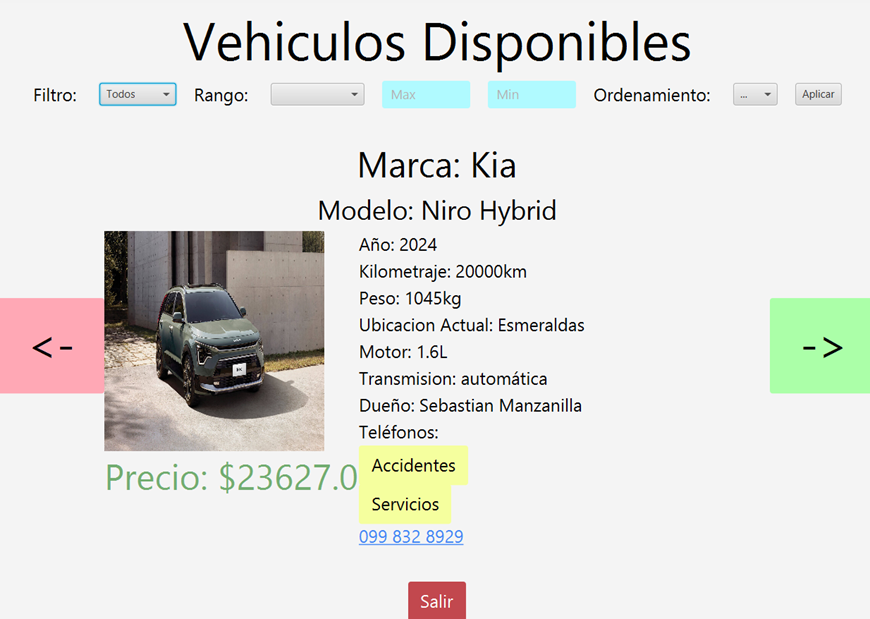 Vehiculos Disponibles
Filtro: Todos Rango: Max Min Ordenamiento: ... Aplicar
Marca: Kia
Modelo: Niro Hybrid
Año: 2024
Kilometraje: 20000km
Peso: 1045kg
Ubicacion Actual: Esmeraldas
<- ->
Motor: 1.6L
Transmision: automática
Dueño: Sebastian Manzanilla
Teléfonos:
Accidentes
Precio: $23627.0
Servicios
099 832 8929
Salir